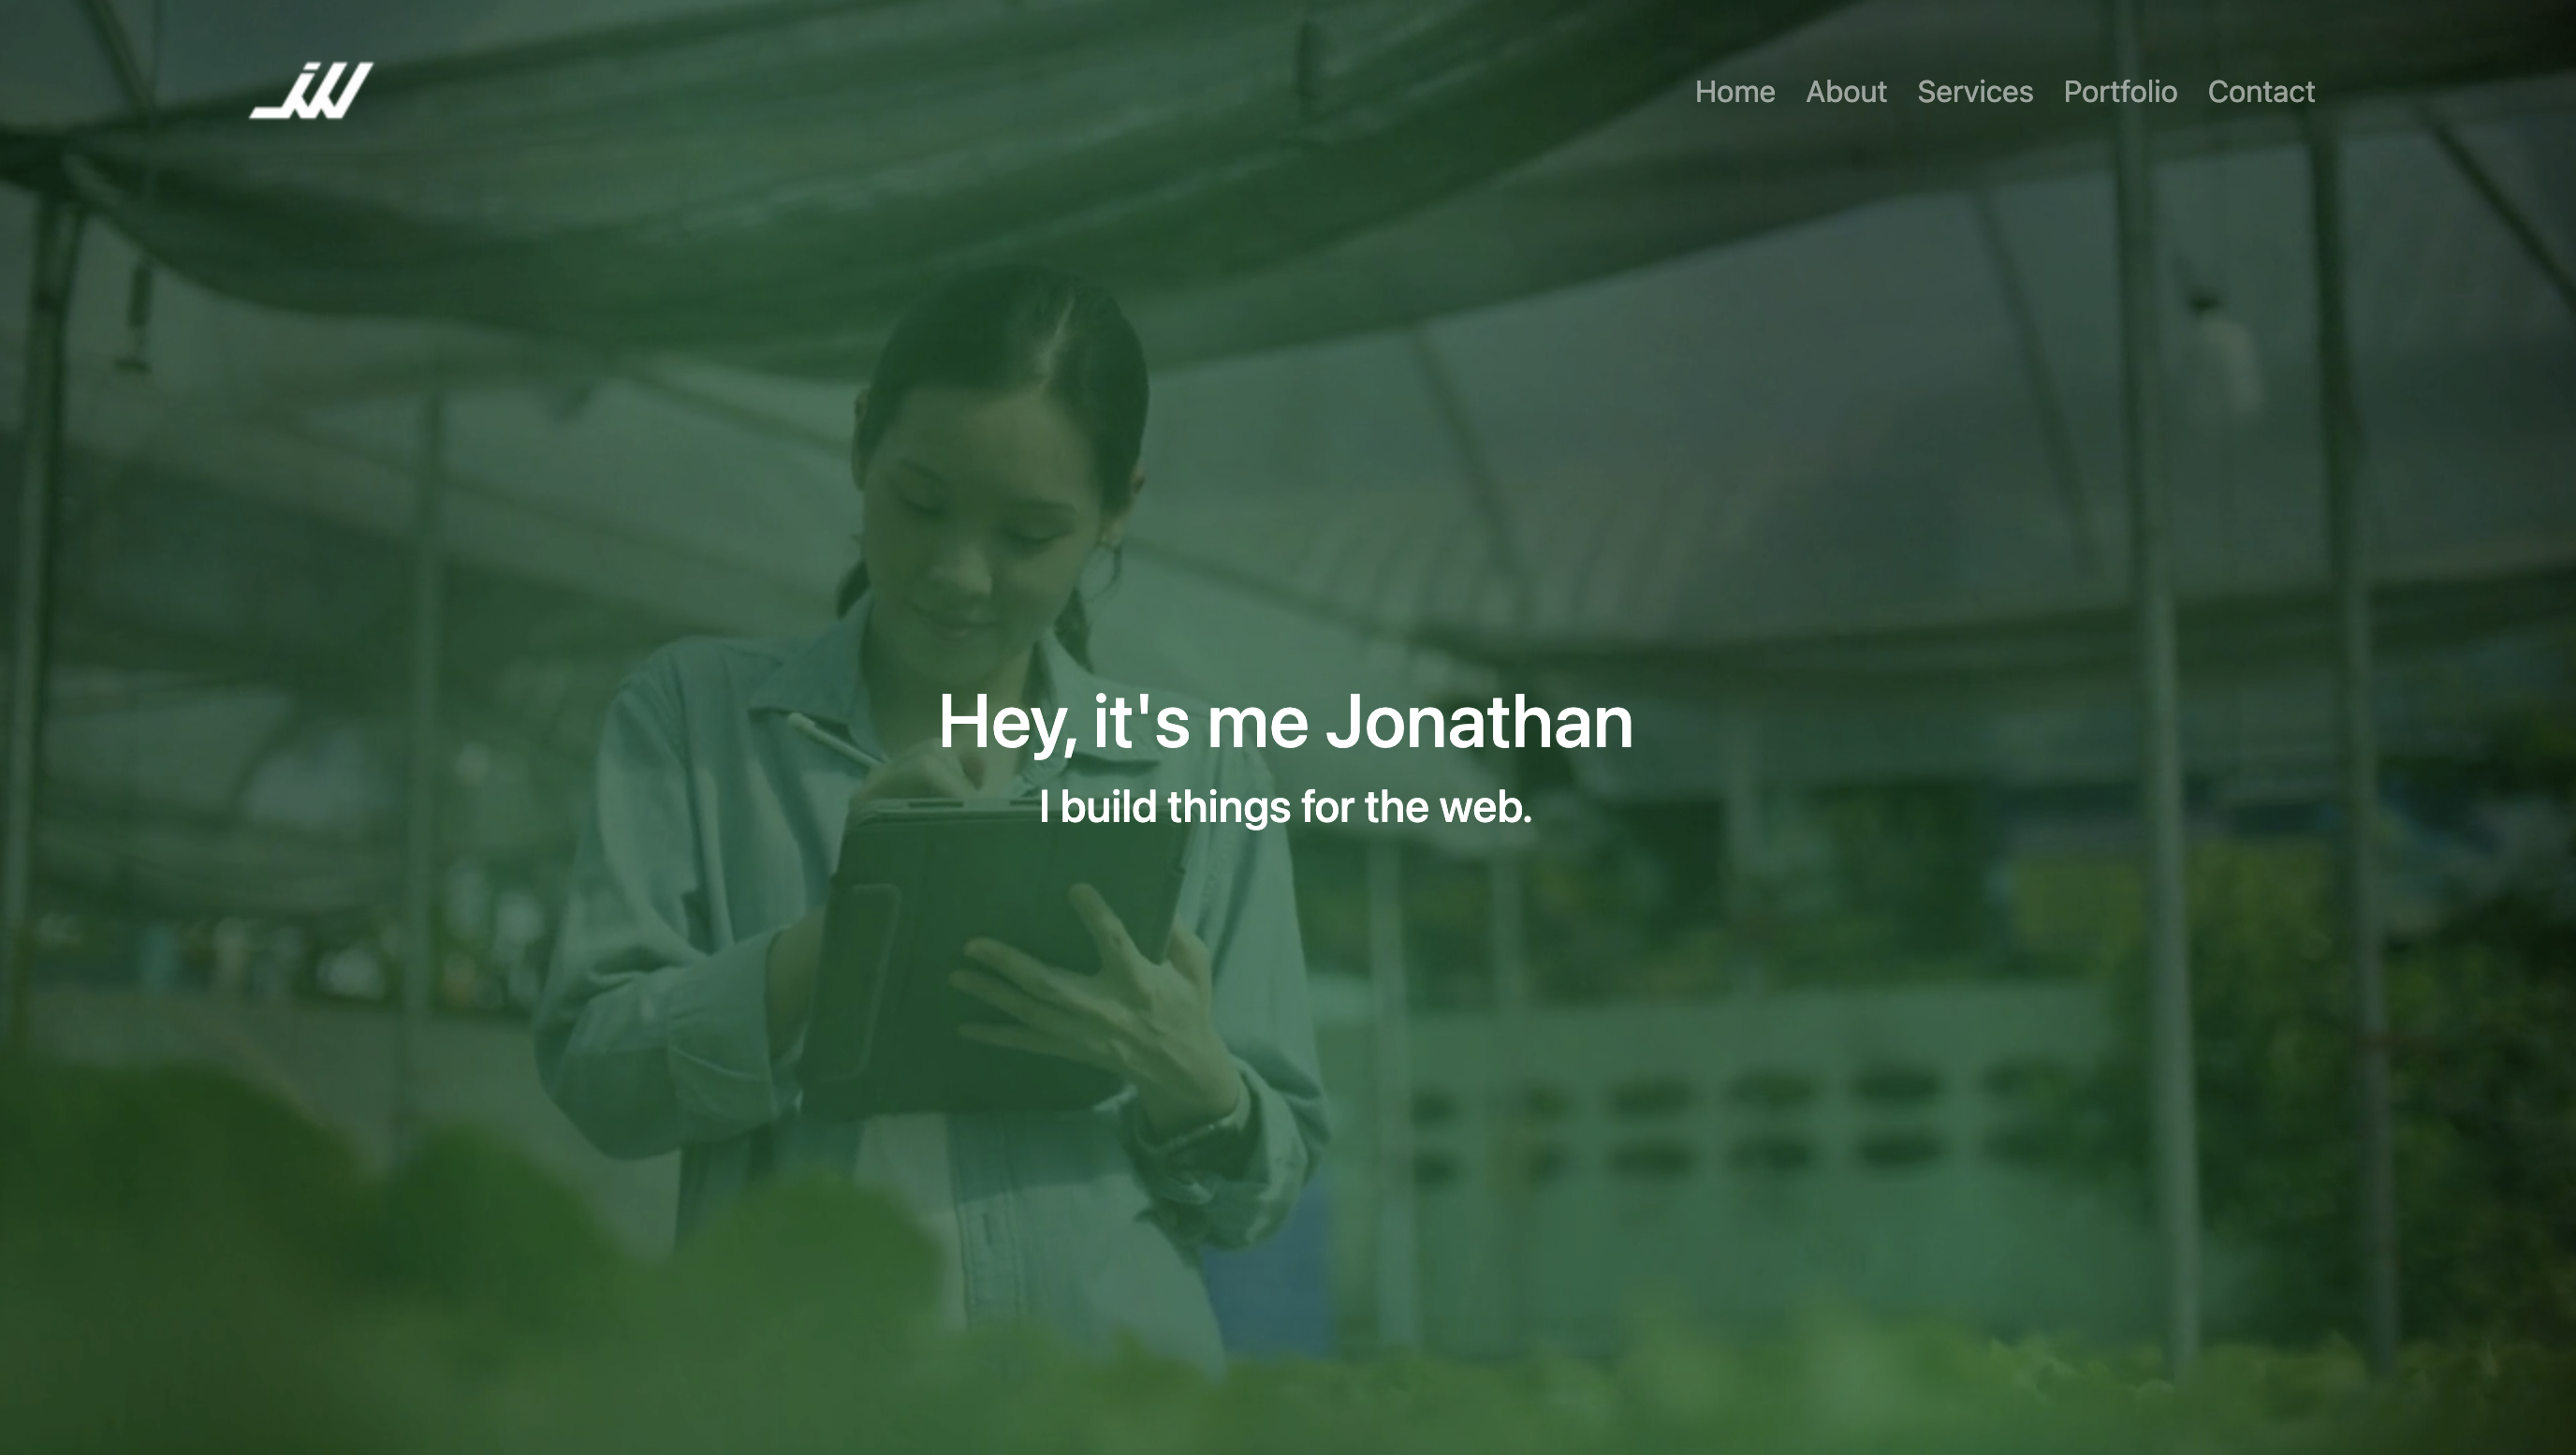 jW
Home About Services Portfolio Contact
Hey, it's me Jonathan
I build things for the web.